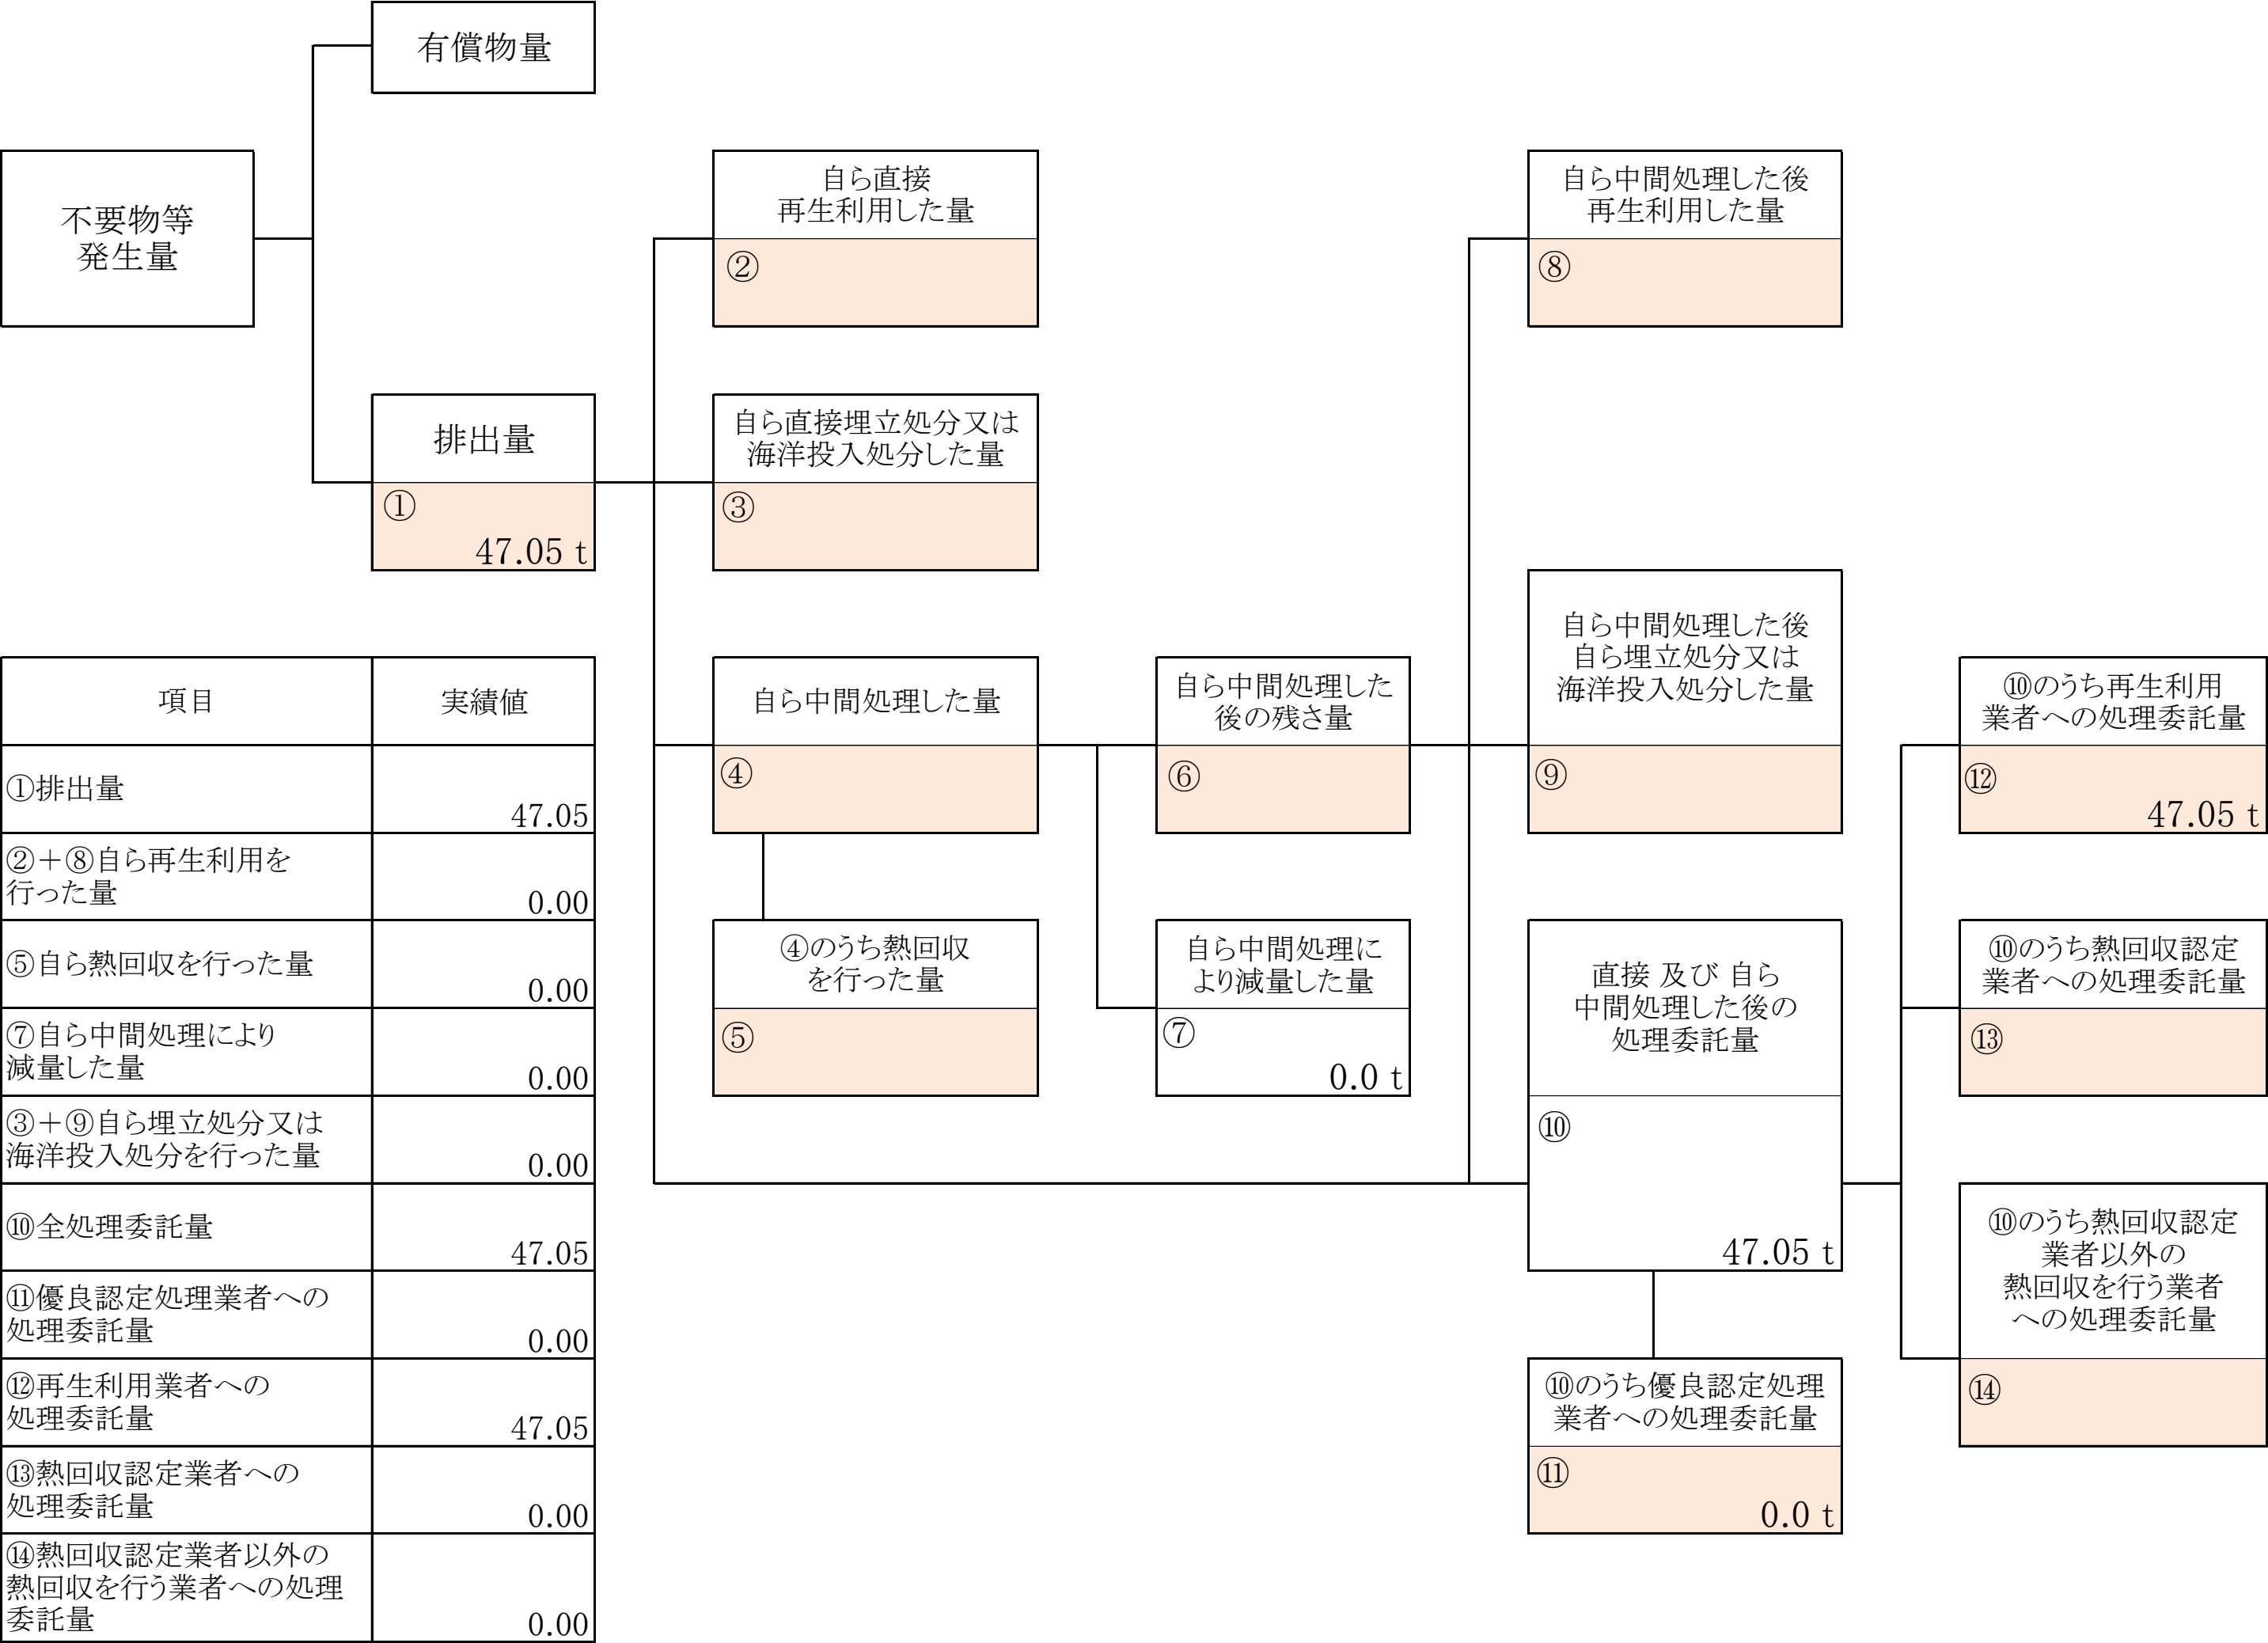 有償物量
不要物等
発生量
自ら直接
再生利用した量
②
自ら中間処理した後
再生利用した量
⑧
排出量
①
47.05 t
自ら直接埋立処分又は
海洋投入処分した量
③
自ら中間処理した量
④
自ら中間処理した
後の残さ量
⑥
自ら中間処理した後
自ら埋立処分又は
海洋投入処分した量
⑨
⑩のうち再生利用
業者への処理委託量
⑫
47.05 t
④のうち熱回収
を行った量
⑤
自ら中間処理に
より減量した量
⑦
0.0 t
直接 及び 自ら
中間処理した後の
処理委託量
⑩
47.05 t
⑩のうち熱回収認定
業者への処理委託量
⑬
⑩のうち熱回収認定
業者以外の
熱回収を行う業者
への処理委託量
⑭
⑩のうち優良認定処理
業者への処理委託量
⑪
0.0 t
項目 実績値
①排出量
47.05
②+⑧自ら再生利用を
行った量
0.00
⑤自ら熱回収を行った量
0.00
⑦自ら中間処理により
減量した量
0.00
③+⑨自ら埋立処分又は
海洋投入処分を行った量
0.00
⑩全処理委託量
47.05
⑪優良認定処理業者への
処理委託量
0.00
⑫再生利用業者への
処理委託量
47.05
⑬熱回収認定業者への
処理委託量
0.00
⑭熱回収認定業者以外の
熱回収を行う業者への処理
委託量
0.00